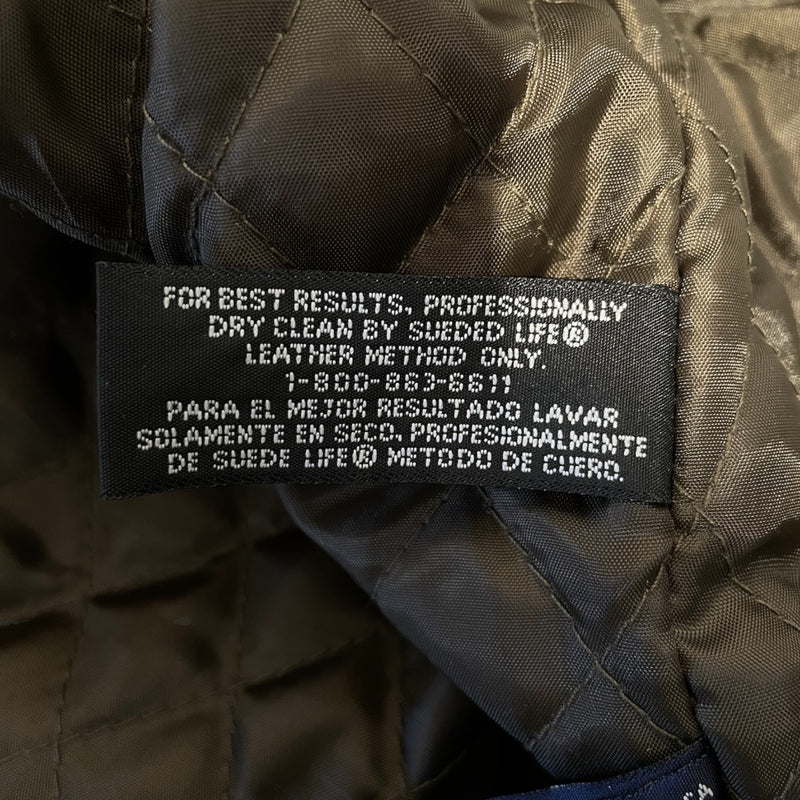 FOR BEST RESULTS, PROFESSIONALLY
DRY CLEAN BY SUEDED LIFE®
LEATHER METHOD ONLY.
1-800-863-6611
PARA EL MEJOR RESULTADO LAVAR
SOLAMENTE EN SECO, PROFESIONALMENTE
DE SUEDE LIFE® METODO DE CUERO.